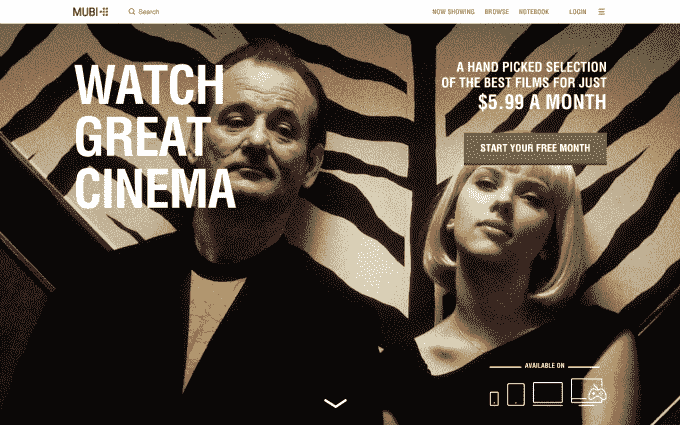 MUBI
Search
NOW SHOWING BROWSE NOTEBOOK LOGIN
WATCH
GREAT
CINEMA
A HAND PICKED SELECTION
OF THE BEST FILMS FOR JUST
$5.99 A MONTH
START YOUR FREE MONTH
AVAILABLE ON